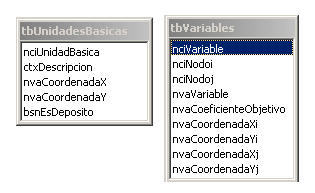 tbUnidadesBasicas
nciUnidadBasica
ctxDescripcion
nvaCoordenadaX
nvaCoordenadaY
bsnEsDeposito
tbVariables
nciVariable
nciNodoi
nciNodoj
nvaVariable
nvaCoeficienteObjetivo
nvaCoordenadaXi
nvaCoordenadaYi
nvaCoordenadaXj
nvaCoordenadaYj